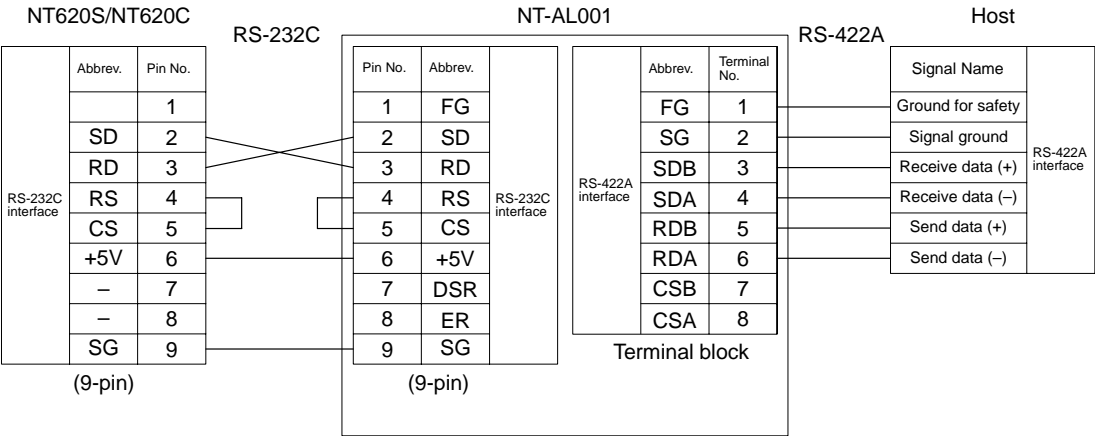 NT620S/NT620C
RS-232C
NT-AL001
RS-422A
Host
Abbrev. Pin No.
1
SD 2
RD 3
RS 4
CS 5
+5V 6
– 7
– 8
SG 9
RS-232C
interface
(9-pin)
Pin No. Abbrev.
1 FG
2 SD
3 RD
4 RS
5 CS
6 +5V
7 DSR
8 ER
9 SG
RS-232C
interface
(9-pin)
RS-422A
interface
Abbrev. Terminal
No.
FG 1
SG 2
SDB 3
SDA 4
RDB 5
RDA 6
CSB 7
CSA 8
Terminal block
Signal Name
Ground for safety
Signal ground
Receive data (+)
Receive data (–)
Send data (+)
Send data (–)
RS-422A
interface